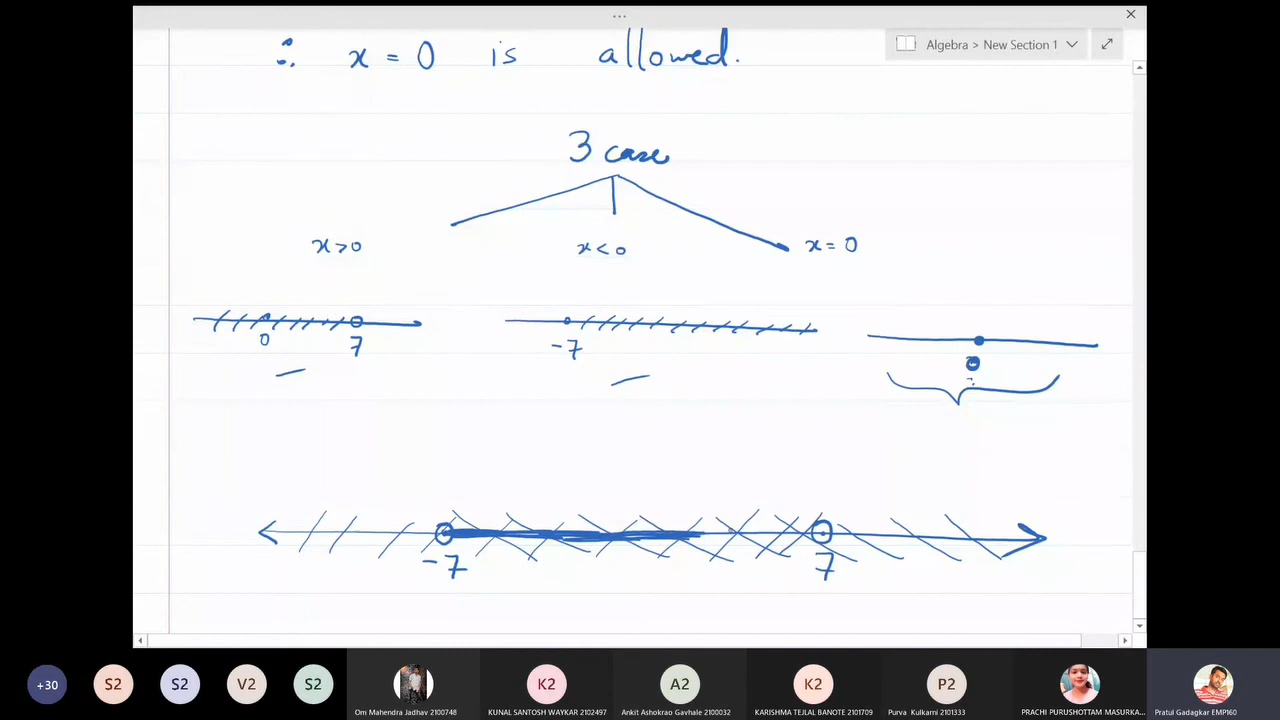 Algebra > New Section 1
∴ x = 0 is allowed.
3 case
x > 0 x < 0 x = 0
0 7 -7 0
-7 7
+30 S2 S2 V2 S2 K2 A2 K2 P2
Om Mahendra Jadhav 2100748 KUNAL SANTOSH WAYKAR 2102497 Ankit Ashokrao Gavhale 2100032 KARISHMA TEJLAL BANOTE 2101709 Purva Kulkarni 2101333 PRACHI PURUSHOTTAM MASURKA... Pratul Gadagkar EMP160